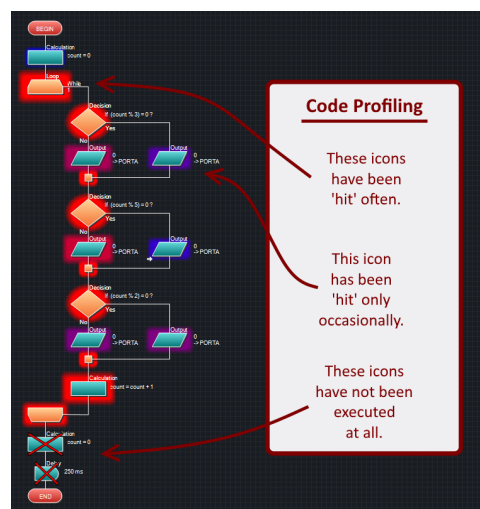 BEGIN
Calculation
count = 0
Loop
While
1
Decision
If (count % 3) = 0 ?
Yes
No
Output
0
-> PORTA
Output
0
-> PORTA
Decision
If (count % 5) = 0 ?
Yes
No
Output
0
-> PORTA
Output
0
-> PORTA
Decision
If (count % 2) = 0 ?
Yes
No
Output
0
-> PORTA
Output
0
-> PORTA
Calculation
count = count + 1
Calculation
count = 0
Delay
250 ms
END
Code Profiling
These icons
have been
'hit' often.
This icon
has been
'hit' only
occasionally.
These icons
have not been
executed
at all.